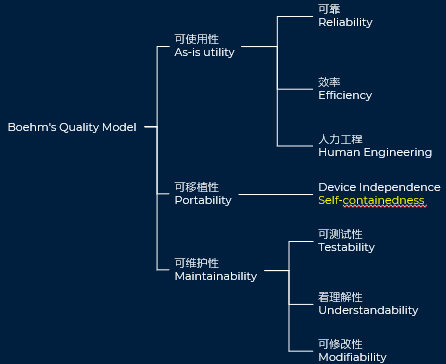 Boehm's Quality Model
可使用性
As-is utility
可靠
Reliability
效率
Efficiency
人力工程
Human Engineering
可移植性
Portability
Device Independence
Self-containedness
可维护性
Maintainability
可测试性
Testability
看理解性
Understandability
可修改性
Modifiability